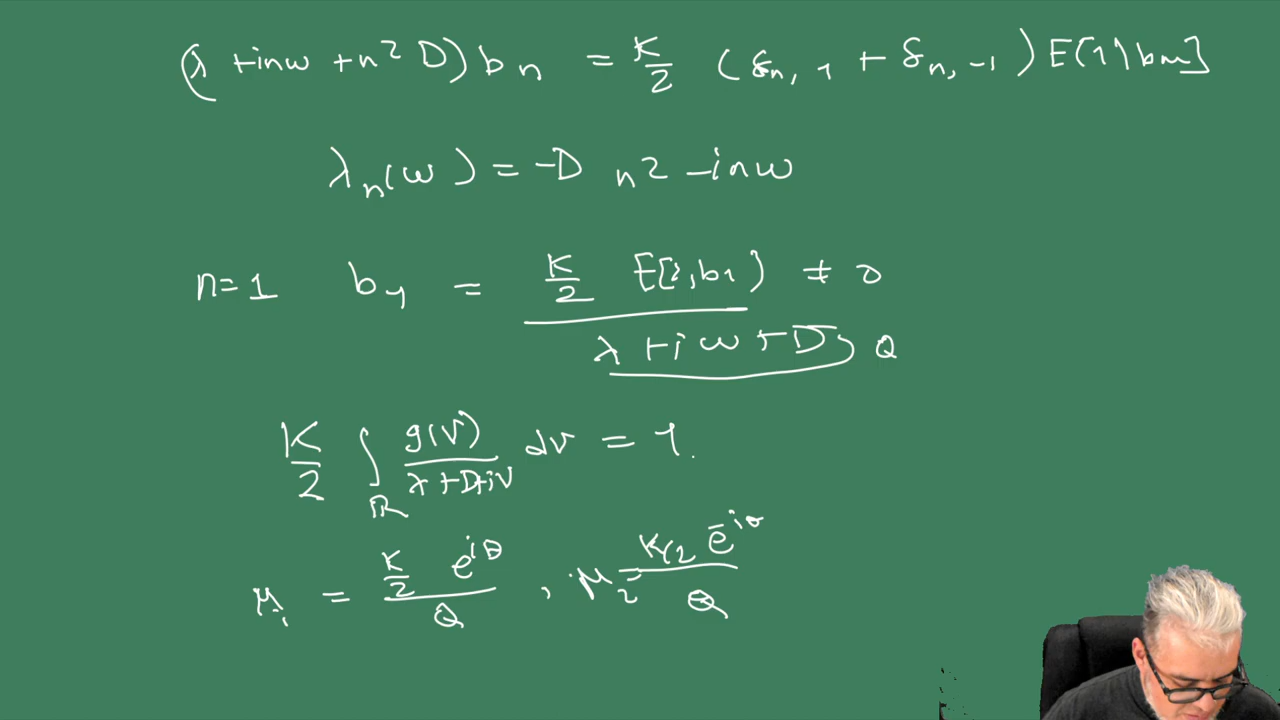 (λ + inω + n² D) bn = K/2 (δn,1 + δn,-1) E[1, bn]
λn(ω) = -D n2 - inω
n=1 b1 = K/2 E[1, b1) ≠ 0
λ + iω + D Q
K/2 ∫ℝ g(ν)/λ+D+iν dν = 1.
μ1 = K/2 e^iθ / Q , μ2 = K/2 e^-iθ / Q